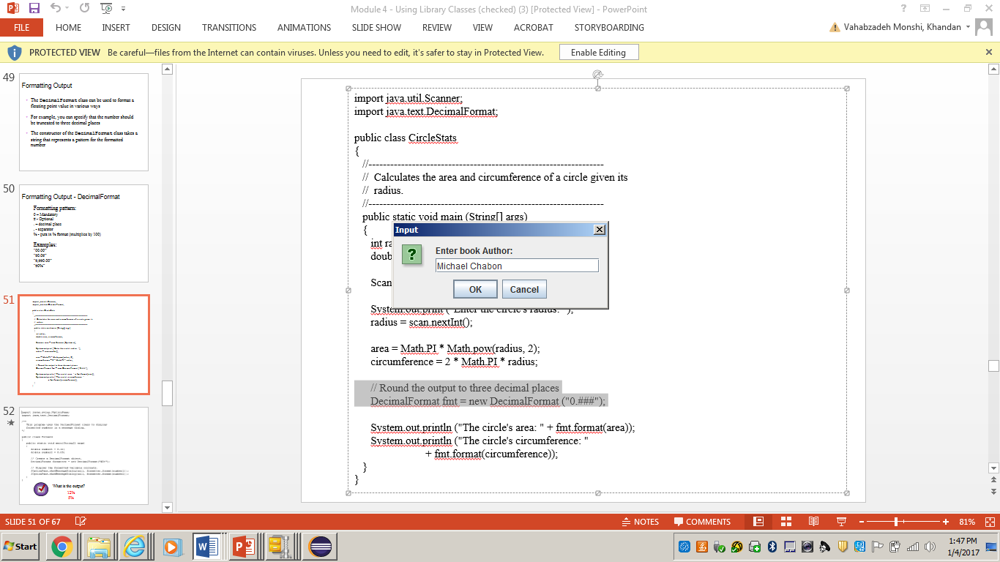 Module 4 - Using Library Classes (checked) (3) [Protected View] - PowerPoint
FILE HOME INSERT DESIGN TRANSITIONS ANIMATIONS SLIDE SHOW REVIEW VIEW ACROBAT STORYBOARDING
Vahabzadeh Monshi, Khandan
PROTECTED VIEW Be careful—files from the Internet can contain viruses. Unless you need to edit, it's safer to stay in Protected View. Enable Editing
49
Formatting Output
The DecimalFormat class can be used to format a
floating point value in various ways
For example, you can specify that the number should
be truncated to three decimal places
The constructor of the DecimalFormat class takes a
string that represents a pattern for the formatted
number
50
Formatting Output - DecimalFormat
Formatting pattern:
0 – Mandatory
# - Optional
. – decimal place
, - separator
% - puts in % format (multiplies by 100)
Examples:
"00.00"
"#0.0#"
"#,##0.00"
"#0%"
51
52
What is the output?
12%
5%
import java.util.Scanner;
import java.text.DecimalFormat;
public class CircleStats
{
//-----------------------------------------------------------------
// Calculates the area and circumference of a circle given its
// radius.
//-----------------------------------------------------------------
public static void main (String[] args)
{
int ra
doub
Scan
System.out.print ("Enter the circle's radius: ");
radius = scan.nextInt();
area = Math.PI * Math.pow(radius, 2);
circumference = 2 * Math.PI * radius;
// Round the output to three decimal places
DecimalFormat fmt = new DecimalFormat ("0.###");
System.out.println ("The circle's area: " + fmt.format(area));
System.out.println ("The circle's circumference: "
+ fmt.format(circumference));
}
}
Input
Enter book Author:
Michael Chabon
OK Cancel
SLIDE 51 OF 67 NOTES COMMENTS 81%
Start
1:47 PM
1/4/2017